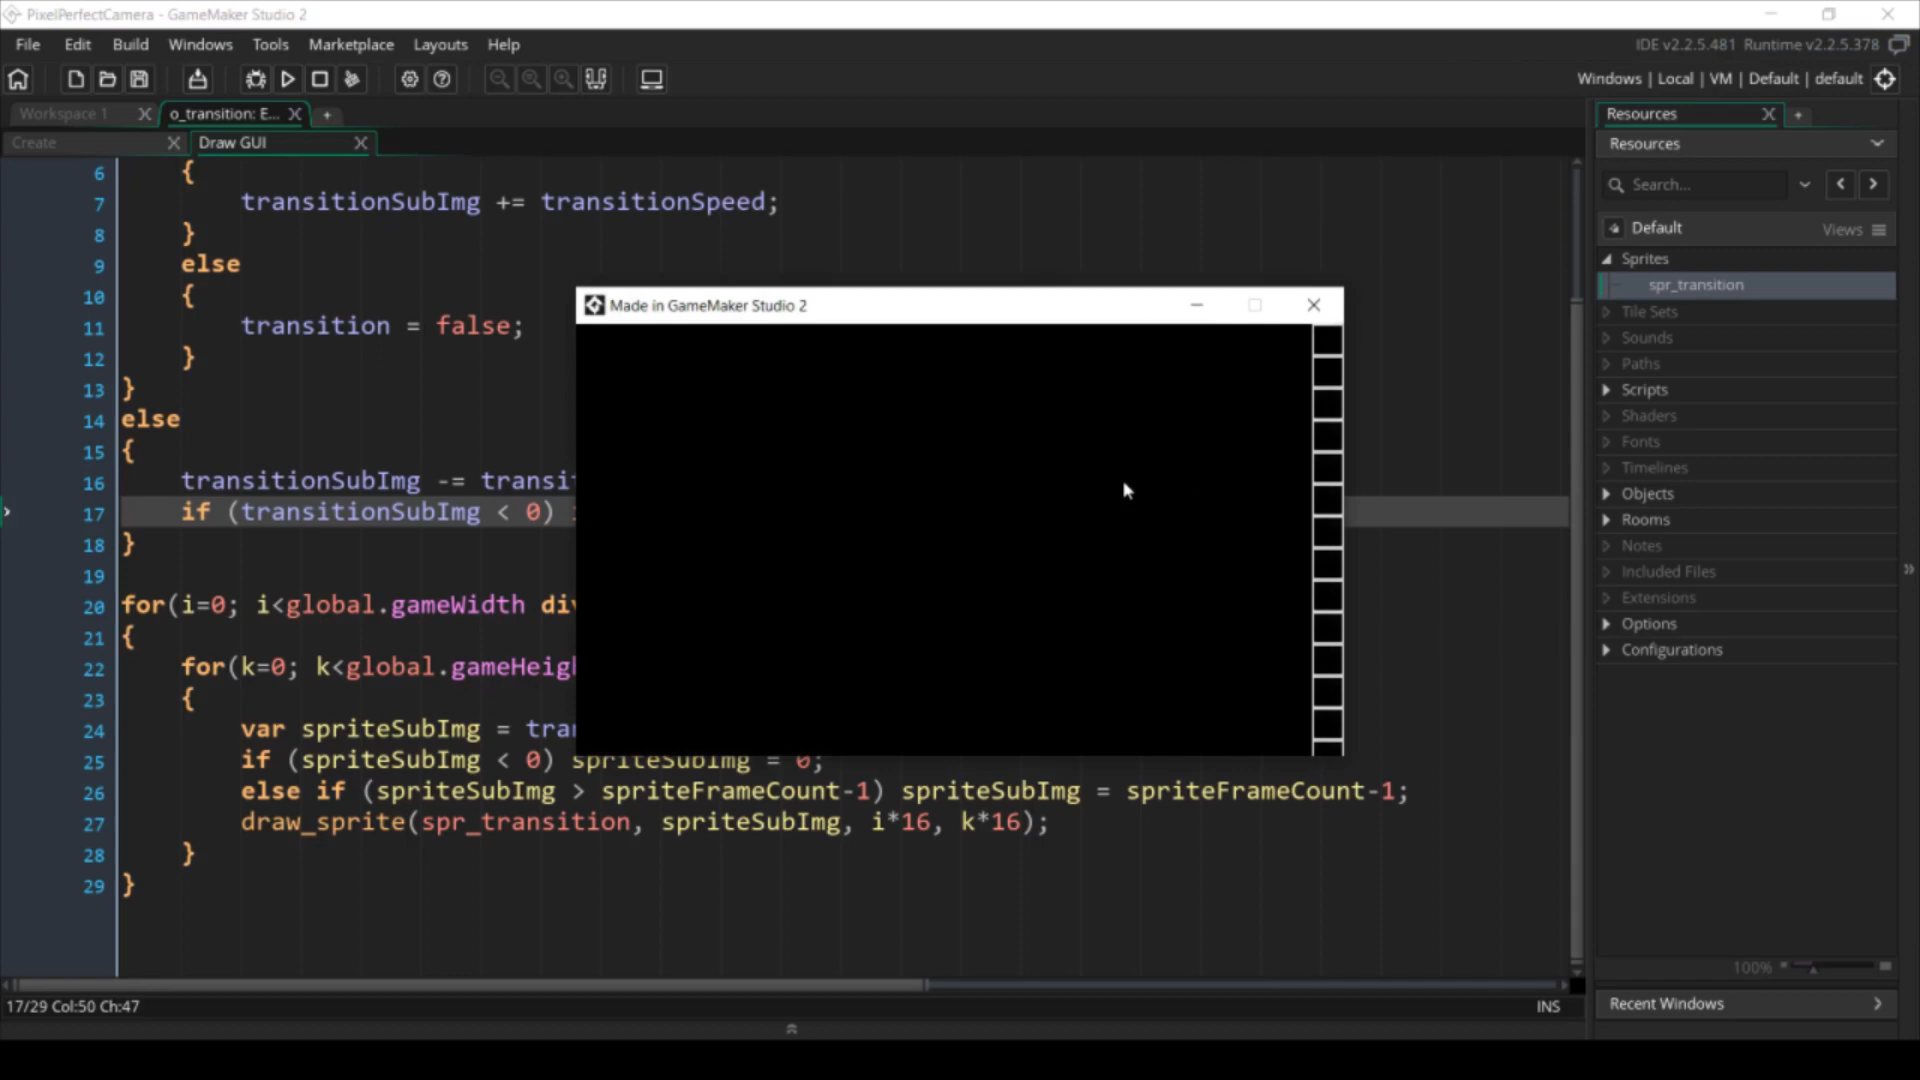 PixelPerfectCamera - GameMaker Studio 2
File Edit Build Windows Tools Marketplace Layouts Help
IDE v2.2.5.481 Runtime v2.2.5.378
Windows | Local | VM | Default | default
Workspace 1
o_transition: E...
Create
Draw GUI
6 {
7 transitionSubImg += transitionSpeed;
8 }
9 else
10 {
11 transition = false;
12 }
13 }
14 else
15 {
16 transitionSubImg -=
17 if (transitionSubImg < 0)
18 }
19
20 for(i=0; i<global.gameWidth div
21 {
22 for(k=0; k<global.
23 {
24 var spriteSubImg =
25 if (spriteSubImg < 0) spriteSubImg = 0;
26 else if (spriteSubImg > spriteFrameCount-1) spriteSubImg = spriteFrameCount-1;
27 draw_sprite(spr_transition, spriteSubImg, i*16, k*16);
28 }
29 }
Made in GameMaker Studio 2
17/29 Col:50 Ch:47
INS
Resources
Resources
Search...
Default
Views
Sprites
spr_transition
Tile Sets
Sounds
Paths
Scripts
Shaders
Fonts
Timelines
Objects
Rooms
Notes
Included Files
Extensions
Options
Configurations
100%
Recent Windows